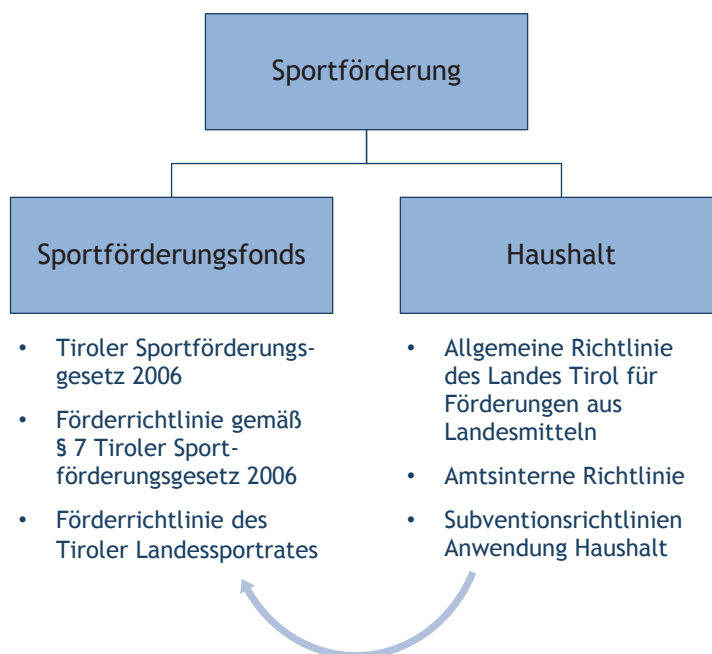 Sportförderung
Sportförderungsfonds
• Tiroler Sportförderungs-
gesetz 2006
• Förderrichtlinie gemäß
§ 7 Tiroler Sport-
förderungsgesetz 2006
• Förderrichtlinie des
Tiroler Landessportrates
Haushalt
• Allgemeine Richtlinie
des Landes Tirol für
Förderungen aus
Landesmitteln
• Amtsinterne Richtlinie
• Subventionsrichtlinien
Anwendung Haushalt